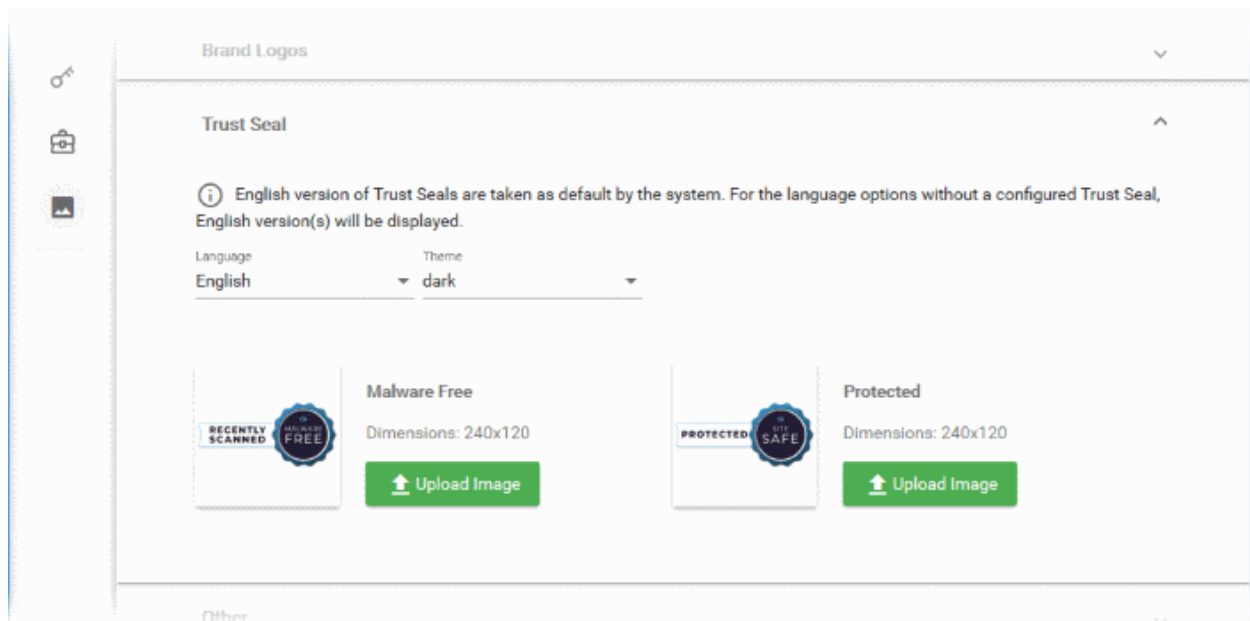 Brand Logos
Trust Seal
English version of Trust Seals are taken as default by the system. For the language options without a configured Trust Seal,
English version(s) will be displayed.
Language
Theme
English
dark
Malware Free
Protected
RECENTLY
SCANNED
MALWARE
FREE
Dimensions: 240x120
PROTECTED
SITE
SAFE
Dimensions: 240x120
Upload Image
Upload Image
Other